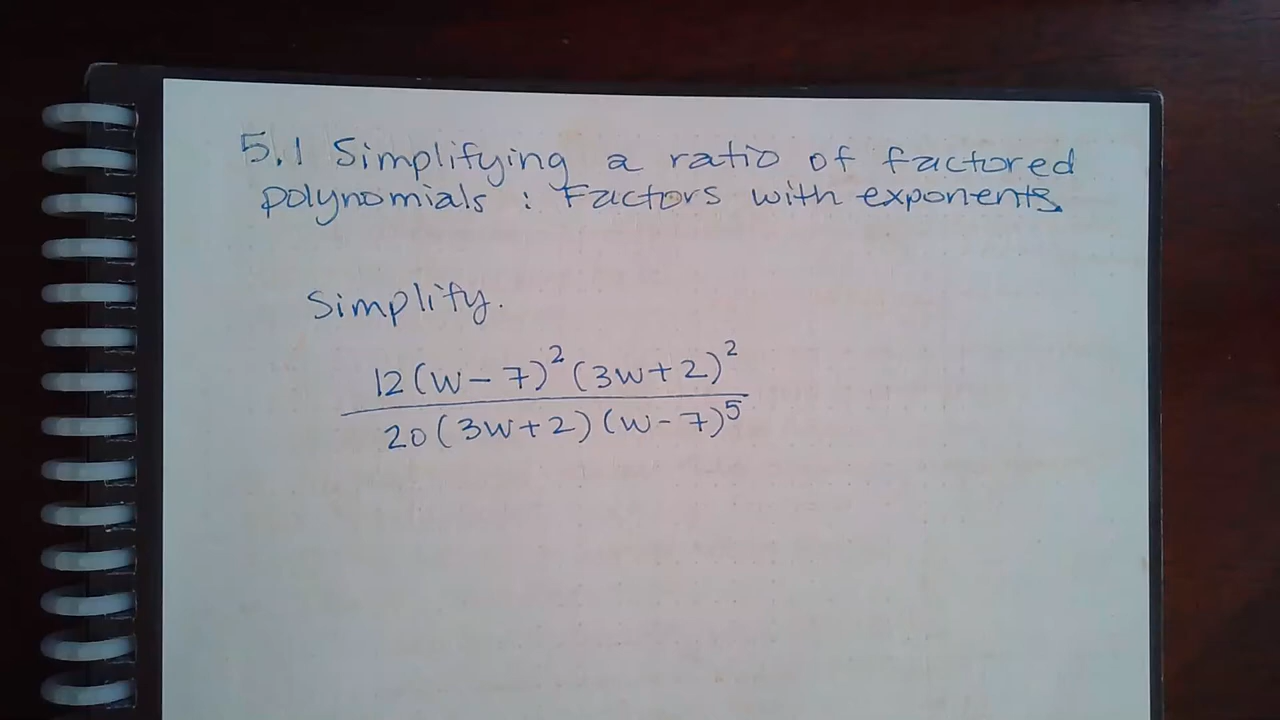 5.1 Simplifying a ratio of factored
polynomials : Factors with exponents
Simplify.
12(w-7)²(3w+2)²
20(3w+2)(w-7)⁵